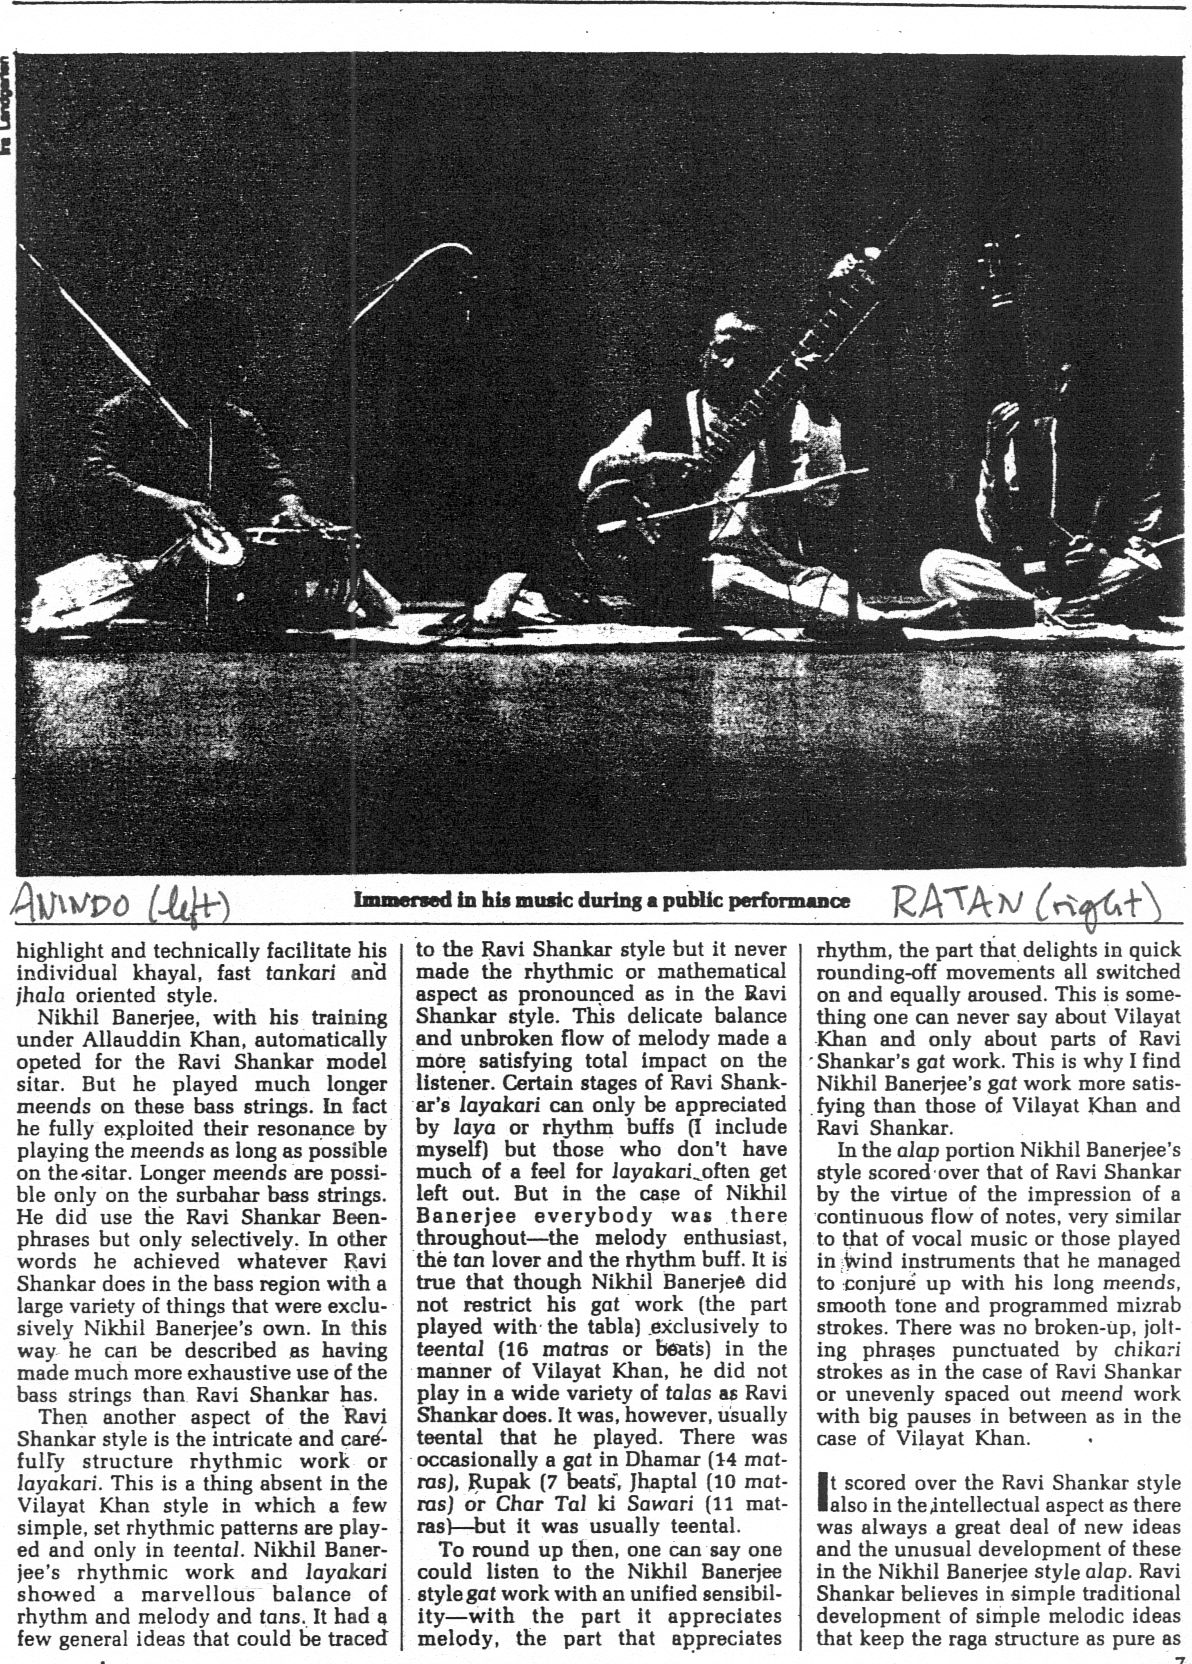 Ira Landgarten
ANINDO (left)
Immersed in his music during a public performance
RATAN (right)
highlight and technically facilitate his
individual khayal, fast tankari and
jhala oriented style.
Nikhil Banerjee, with his training
under Allauddin Khan, automatically
opeted for the Ravi Shankar model
sitar. But he played much longer
meends on these bass strings. In fact
he fully exploited their resonance by
playing the meends as long as possible
on the sitar. Longer meends are possi-
ble only on the surbahar bass strings.
He did use the Ravi Shankar Been-
phrases but only selectively. In other
words he achieved whatever Ravi
Shankar does in the bass region with a
large variety of things that were exclu-
sively Nikhil Banerjee's own. In this
way he can be described as having
made much more exhaustive use of the
bass strings than Ravi Shankar has.
Then another aspect of the Ravi
Shankar style is the intricate and care-
fully structure rhythmic work or
layakari. This is a thing absent in the
Vilayat Khan style in which a few
simple, set rhythmic patterns are play-
ed and only in teental. Nikhil Baner-
jee's rhythmic work and layakari
showed a marvellous balance of
rhythm and melody and tans. It had a
few general ideas that could be traced
to the Ravi Shankar style but it never
made the rhythmic or mathematical
aspect as pronounced as in the Ravi
Shankar style. This delicate balance
and unbroken flow of melody made a
more satisfying total impact on the
listener. Certain stages of Ravi Shank-
ar's layakari can only be appreciated
by laya or rhythm buffs (I include
myself) but those who don't have
much of a feel for layakari often get
left out. But in the case of Nikhil
Banerjee everybody was there
throughout—the melody enthusiast,
the tan lover and the rhythm buff. It is
true that though Nikhil Banerjee did
not restrict his gat work (the part
played with the tabla) exclusively to
teental (16 matras or beats) in the
manner of Vilayat Khan, he did not
play in a wide variety of talas as Ravi
Shankar does. It was, however, usually
teental that he played. There was
occasionally a gat in Dhamar (14 mat-
ras), Rupak (7 beats, Jhaptal (10 mat-
ras) or Char Tal ki Sawari (11 mat-
ras)—but it was usually teental.
To round up then, one can say one
could listen to the Nikhil Banerjee
style gat work with an unified sensibil-
ity—with the part it appreciates
melody, the part that appreciates
rhythm, the part that delights in quick
rounding-off movements all switched
on and equally aroused. This is some-
thing one can never say about Vilayat
Khan and only about parts of Ravi
Shankar's gat work. This is why I find
Nikhil Banerjee's gat work more satis-
fying than those of Vilayat Khan and
Ravi Shankar.
In the alap portion Nikhil Banerjee's
style scored over that of Ravi Shankar
by the virtue of the impression of a
continuous flow of notes, very similar
to that of vocal music or those played
in wind instruments that he managed
to conjure up with his long meends,
smooth tone and programmed mizrab
strokes. There was no broken-up, jolt-
ing phrases punctuated by chikari
strokes as in the case of Ravi Shankar
or unevenly spaced out meend work
with big pauses in between as in the
case of Vilayat Khan.
It scored over the Ravi Shankar style
also in the intellectual aspect as there
was always a great deal of new ideas
and the unusual development of these
in the Nikhil Banerjee style alap. Ravi
Shankar believes in simple traditional
development of simple melodic ideas
that keep the raga structure as pure as
7